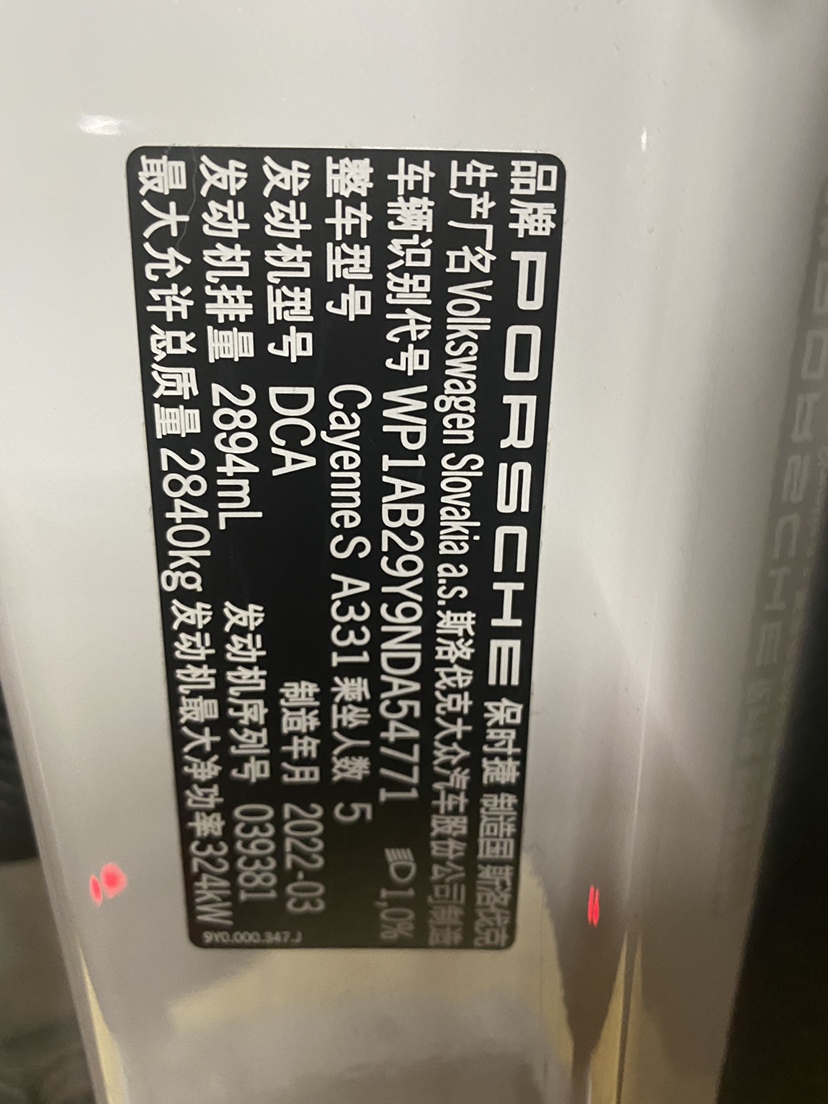 品牌 PORSCHE 保时捷 制造国 斯洛伐克
生产厂名 Volkswagen Slovakia a.s. 斯洛伐克大众汽车股份公司制造
车辆识别代号 WP1AB29Y9NDA54771 1,0%
整车型号 Cayenne S A331 乘坐人数 5
发动机型号 DCA 制造年月 2022-03
发动机排量 2894mL 发动机序列号 039381
最大允许总质量 2840kg 发动机最大净功率 324kW
9Y0.000.347.J